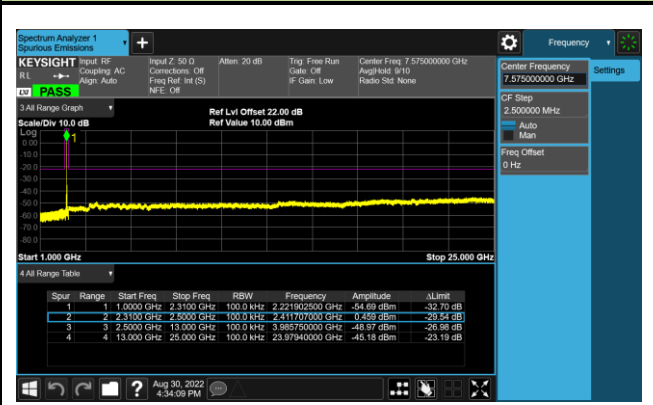 Spectrum Analyzer 1
Spurious Emissions
Frequency
KEYSIGHT Input: RF Input Z: 50 Ω Atten: 20 dB Trig: Free Run Center Freq: 7.575000000 GHz
RL Coupling: AC Corrections: Off Gate: Off Avg|Hold: 9/10
Align: Auto Freq Ref: Int (S) IF Gain: Low Radio Std: None
LW PASS NFE: Off
3 All Range Graph
Scale/Div 10.0 dB
Ref Lvl Offset 22.00 dB
Ref Value 10.00 dBm
Log
1
0.00
-10.0
-20.0
-30.0
-40.0
-50.0
-60.0
-70.0
-80.0
Start 1.000 GHz Stop 25.000 GHz
4 All Range Table
Spur Range Start Freq Stop Freq RBW Frequency Amplitude ΔLimit
1 1 1.0000 GHz 2.3100 GHz 100.0 kHz 2.221902500 GHz -54.69 dBm -32.70 dB
2 2 2.3100 GHz 2.5000 GHz 100.0 kHz 2.411707000 GHz 0.459 dBm -29.54 dB
3 3 2.5000 GHz 13.000 GHz 100.0 kHz 3.985750000 GHz -48.97 dBm -26.98 dB
4 4 13.000 GHz 25.000 GHz 100.0 kHz 23.97940000 GHz -45.18 dBm -23.19 dB
Aug 30, 2022
4:34:09 PM
Center Frequency
7.575000000 GHz
Settings
CF Step
2.500000 MHz
Auto
Man
Freq Offset
0 Hz